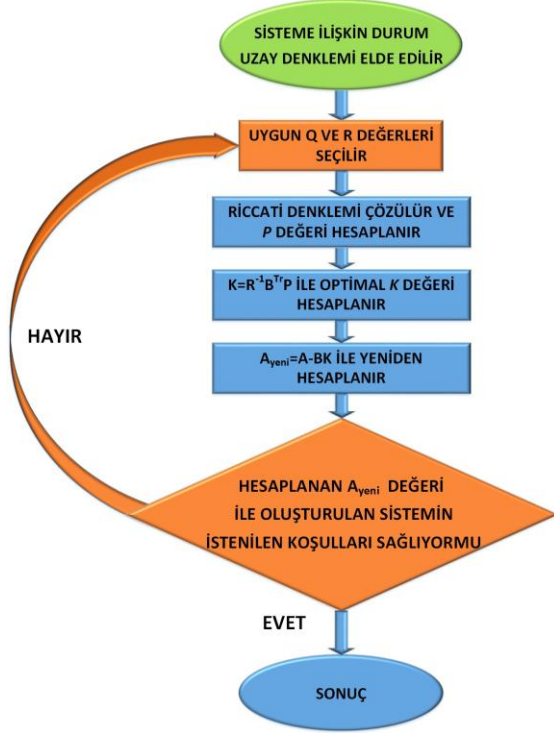 SİSTEME İLİŞKİN DURUM
UZAY DENKLEMİ ELDE EDİLİR
UYGUN Q VE R DEĞERLERİ
SEÇİLİR
RİCCATİ DENKLEMİ ÇÖZÜLÜR VE
P DEĞERİ HESAPLANIR
K=R⁻¹BᵀʳP İLE OPTİMAL K DEĞERİ
HESAPLANIR
HAYIR
Ayeni=A-BK İLE YENİDEN
HESAPLANIR
HESAPLANAN Ayeni DEĞERİ
İLE OLUŞTURULAN SİSTEMİN
İSTENİLEN KOŞULLARI SAĞLIYORMU
EVET
SONUÇ